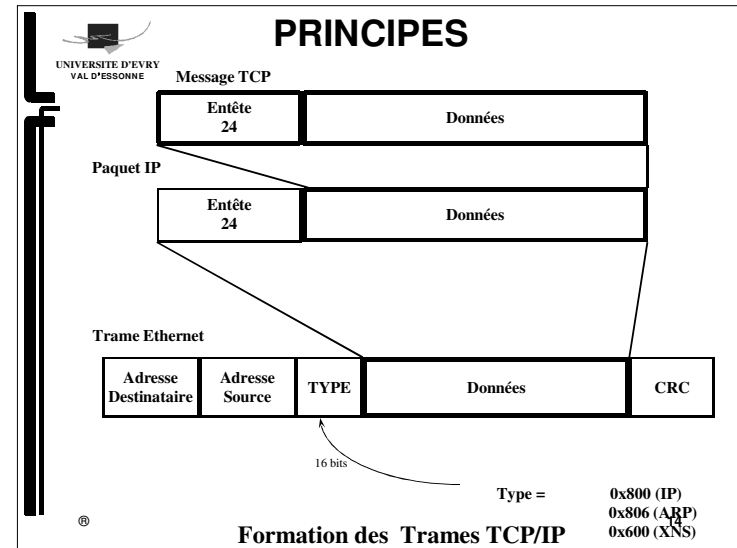 PRINCIPES
UNIVERSITE D'EVRY
VAL D'ESSONNE
Message TCP
Entête
24
Données
Paquet IP
Entête
24
Données
Trame Ethernet
Adresse
Destinataire
Adresse
Source
TYPE
Données
CRC
16 bits
Type =
0x800 (IP)
0x806 (ARP)
0x600 (XNS)
®
Formation des Trames TCP/IP
14